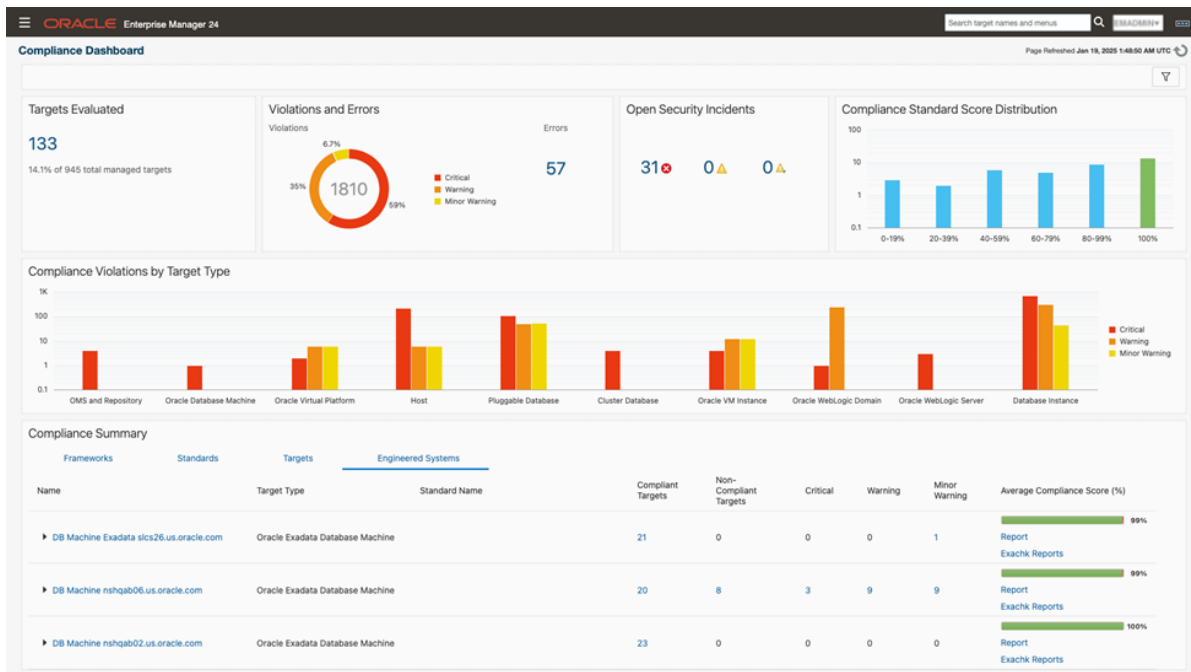 ORACLE Enterprise Manager 24
Search target names and menus
EMADMIN
Compliance Dashboard
Page Refreshed Jan 19, 2025 1:48:50 AM UTC
Targets Evaluated
133
14.1% of 945 total managed targets
Violations and Errors
Violations
6.7%
35%
1810
59%
Critical
Warning
Minor Warning
Errors
57
Open Security Incidents
31 0 0
Compliance Standard Score Distribution
100
10
1
0.1
0-19% 20-39% 40-59% 60-79% 80-99% 100%
Compliance Violations by Target Type
1K
100
10
1
0.1
OMS and Repository Oracle Database Machine Oracle Virtual Platform Host Pluggable Database Cluster Database Oracle VM Instance Oracle WebLogic Domain Oracle WebLogic Server Database Instance
Critical
Warning
Minor Warning
Compliance Summary
Frameworks Standards Targets Engineered Systems
Name Target Type Standard Name Compliant Targets Non-Compliant Targets Critical Warning Minor Warning Average Compliance Score (%)
99%
DB Machine Exadata slcs26.us.oracle.com Oracle Exadata Database Machine 21 0 0 0 1 Report
Exachk Reports
99%
DB Machine nshqab06.us.oracle.com Oracle Exadata Database Machine 20 8 3 9 9 Report
Exachk Reports
100%
DB Machine nshqab02.us.oracle.com Oracle Exadata Database Machine 23 0 0 0 0 Report
Exachk Reports